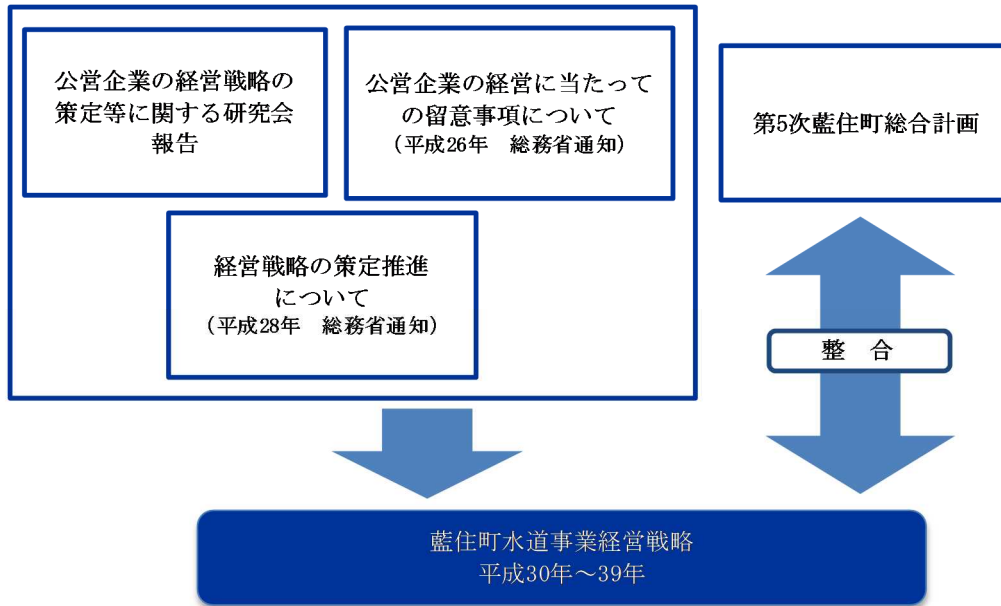 公営企業の経営戦略の
策定等に関する研究会
報告
公営企業の経営に当たって
の留意事項について
(平成26年　総務省通知)
経営戦略の策定推進
について
(平成28年　総務省通知)
第5次藍住町総合計画
整　合
藍住町水道事業経営戦略
平成30年～39年